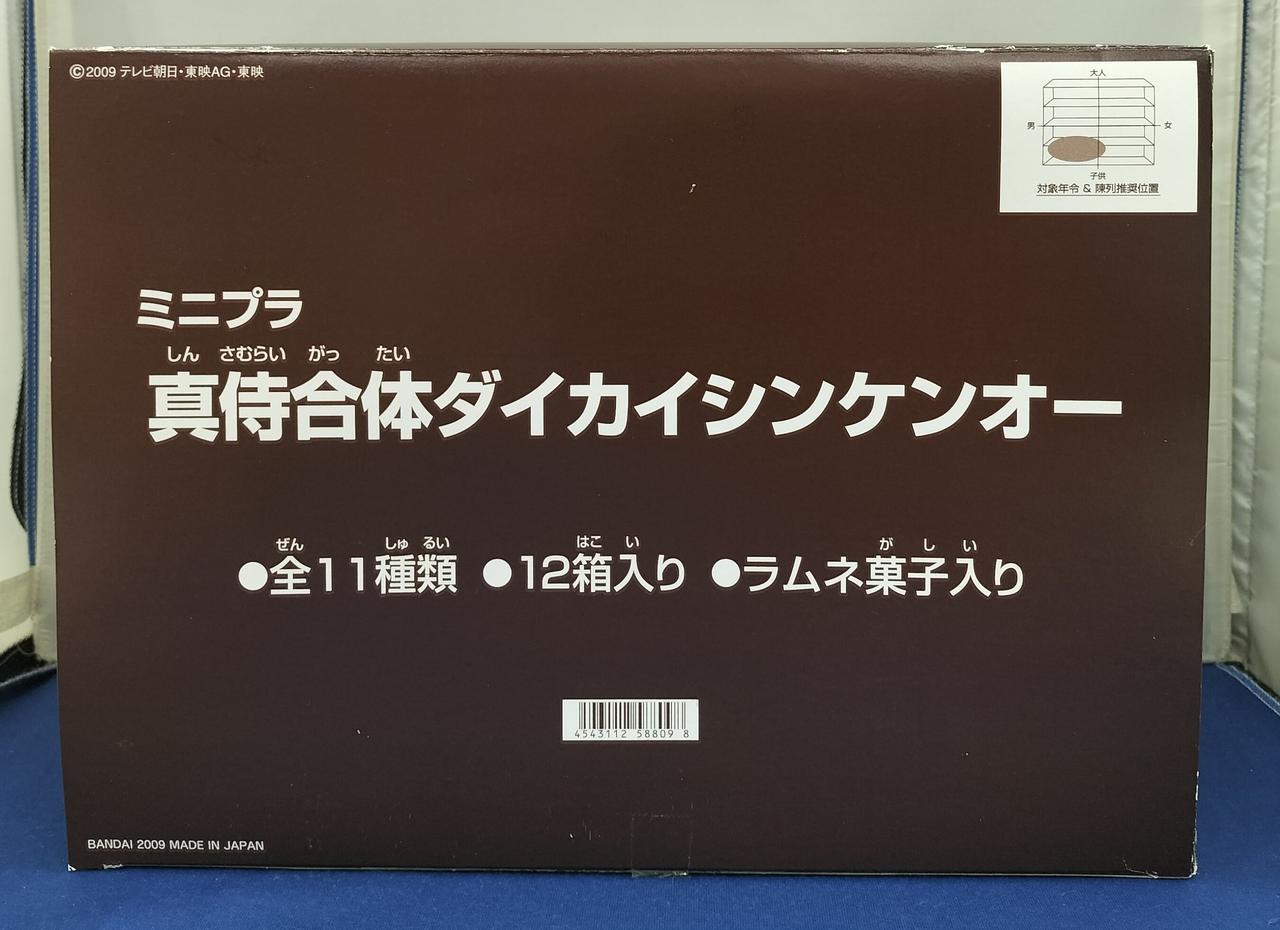 ©2009 テレビ朝日・東映AG・東映
大人
男 女
子供
対象年令 & 陳列推奨位置
ミニプラ
しん さむらい がっ たい
真侍合体ダイカイシンケンオー
ぜん しゅ るい はこ い が し い
●全11種類 ●12箱入り ●ラムネ菓子入り
4543112 58809 8
BANDAI 2009 MADE IN JAPAN